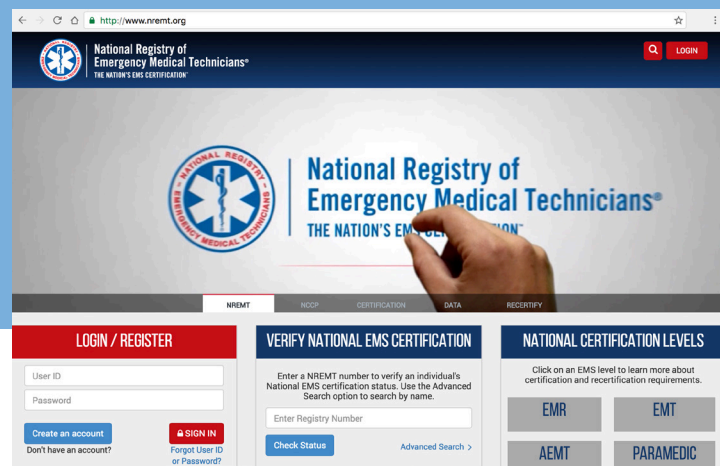 http://www.nremt.org
National Registry of
Emergency Medical Technicians®
THE NATION'S EMS CERTIFICATION™
LOGIN
NATIONAL REGISTRY
EMERGENCY MEDICAL TECHNICIANS
National Registry of
Emergency Medical Technicians®
THE NATION'S EMS
NREMT
NCCP
CERTIFICATION
DATA
RECERTIFY
LOGIN / REGISTER
User ID
Password
Create an account
SIGN IN
Don't have an account?
Forgot User ID
or Password?
VERIFY NATIONAL EMS CERTIFICATION
Enter a NREMT number to verify an individual's
National EMS certification status. Use the Advanced
Search option to search by name.
Enter Registry Number
Check Status
Advanced Search >
NATIONAL CERTIFICATION LEVELS
Click on an EMS level to learn more about
certification and recertification requirements.
EMR
EMT
AEMT
PARAMEDIC